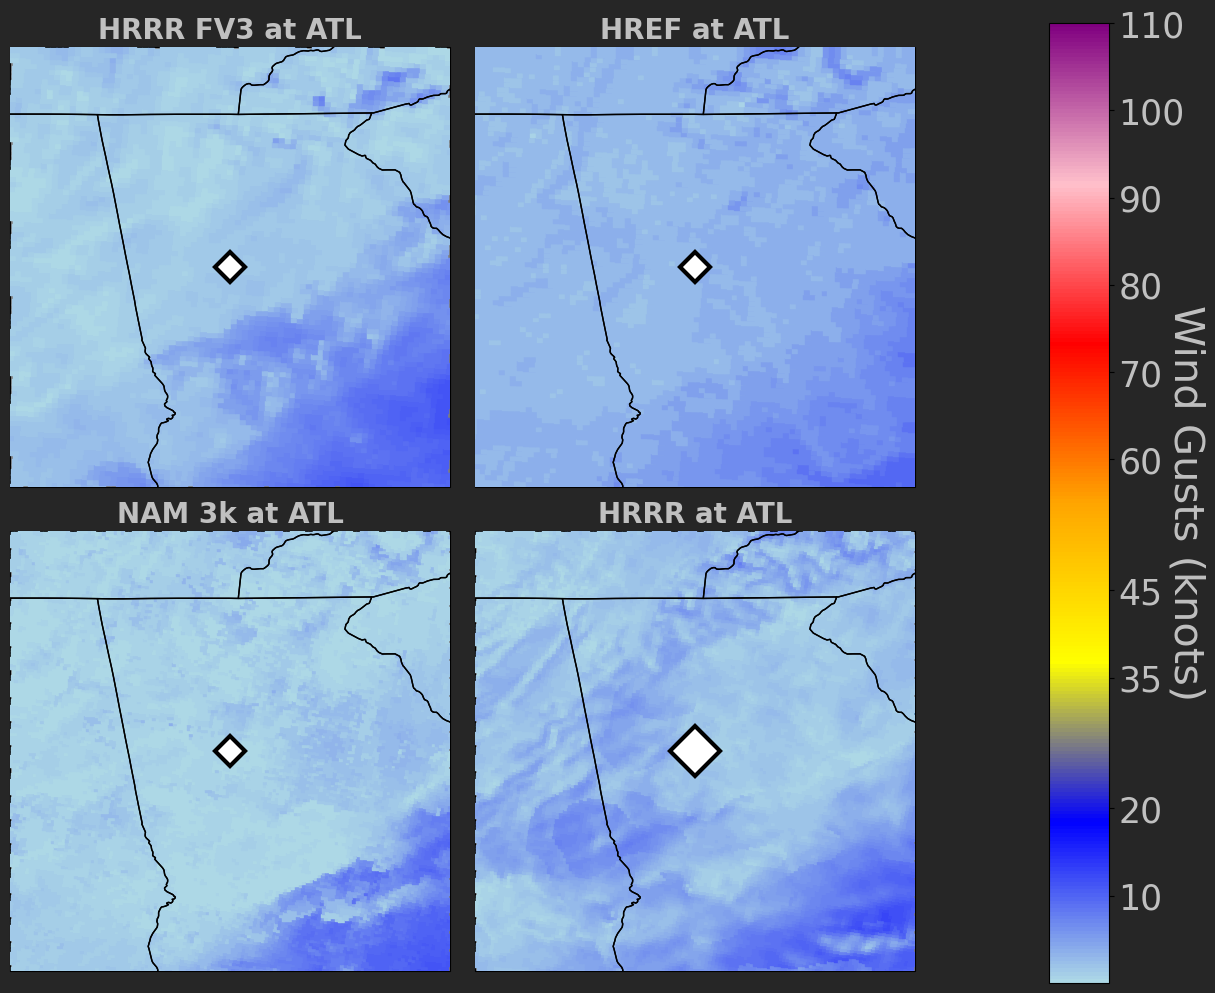 HRRR FV3 at ATL
HREF at ATL
NAM 3k at ATL
HRRR at ATL
110
100
90
80
70
60
45
35
20
10
Wind Gusts (knots)